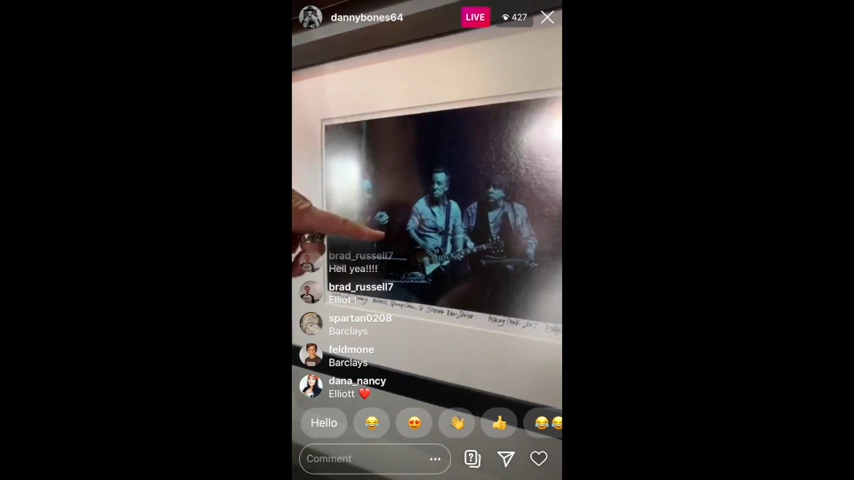 dannybones64
LIVE
427
brad_russell7
Hell yea!!!!
brad_russell7
Elliot !
spartan0208
Barclays
feldmone
Barclays
dana_nancy
Elliott ❤️
Hello
Comment